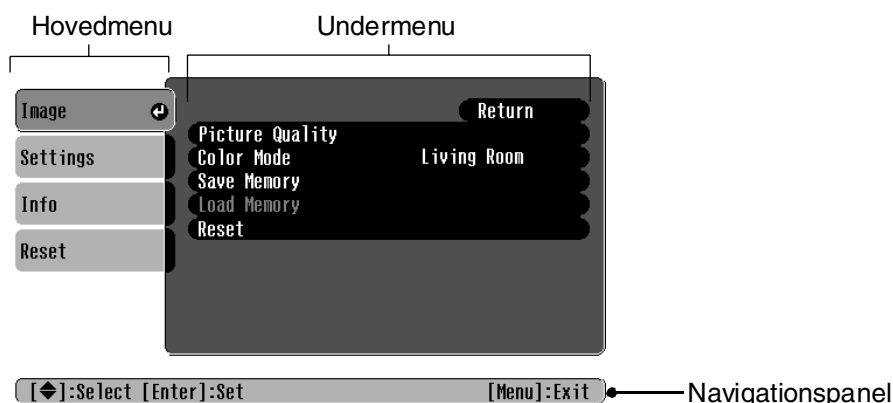 Hovedmenu Undermenu
Image Return
Picture Quality
Settings Color Mode Living Room
Save Memory
Info Load Memory
Reset
Reset
[◆]:Select [Enter]:Set [Menu]:Exit Navigationspanel